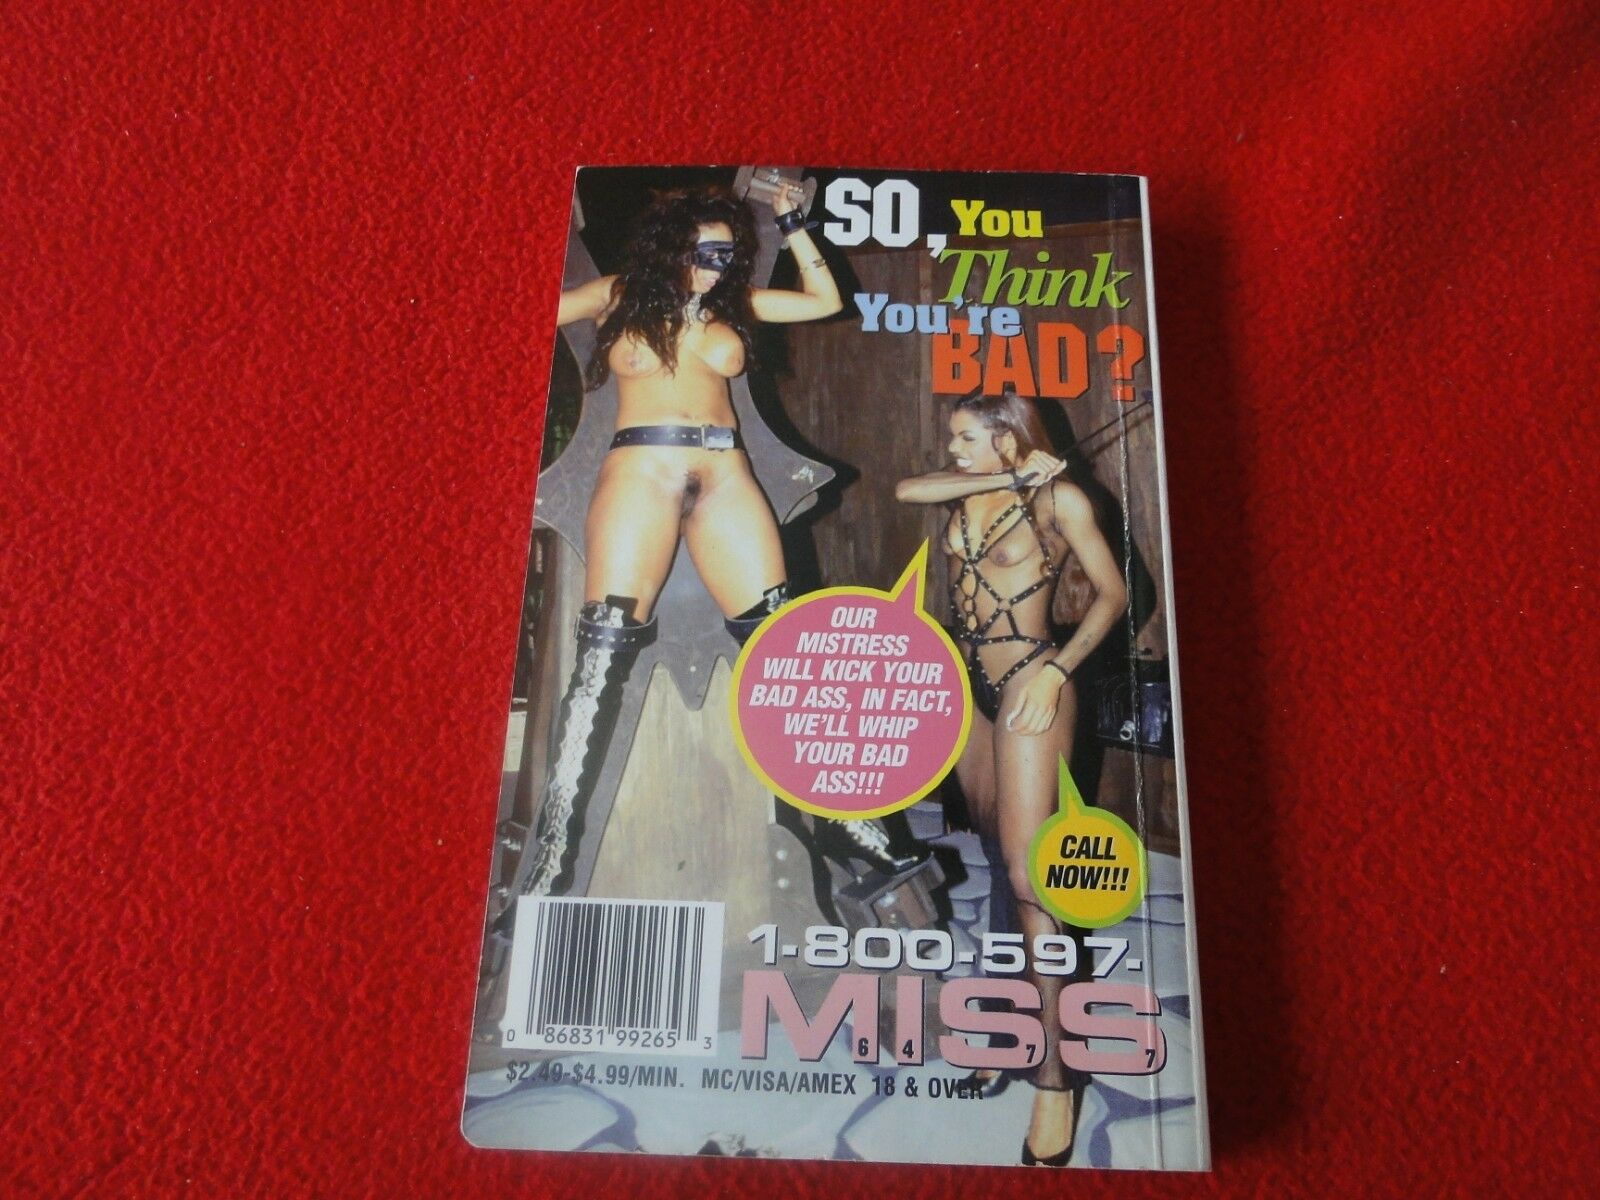 SO, You
Think
You're
BAD?
OUR
MISTRESS
WILL KICK YOUR
BAD ASS, IN FACT,
WE'LL WHIP
YOUR BAD
ASS!!!
CALL
NOW!!!
1-800-597-
MISS
6 4 7 7
0 86831 99265 3
$2.49-$4.99/MIN. MC/VISA/AMEX 18 & OVER